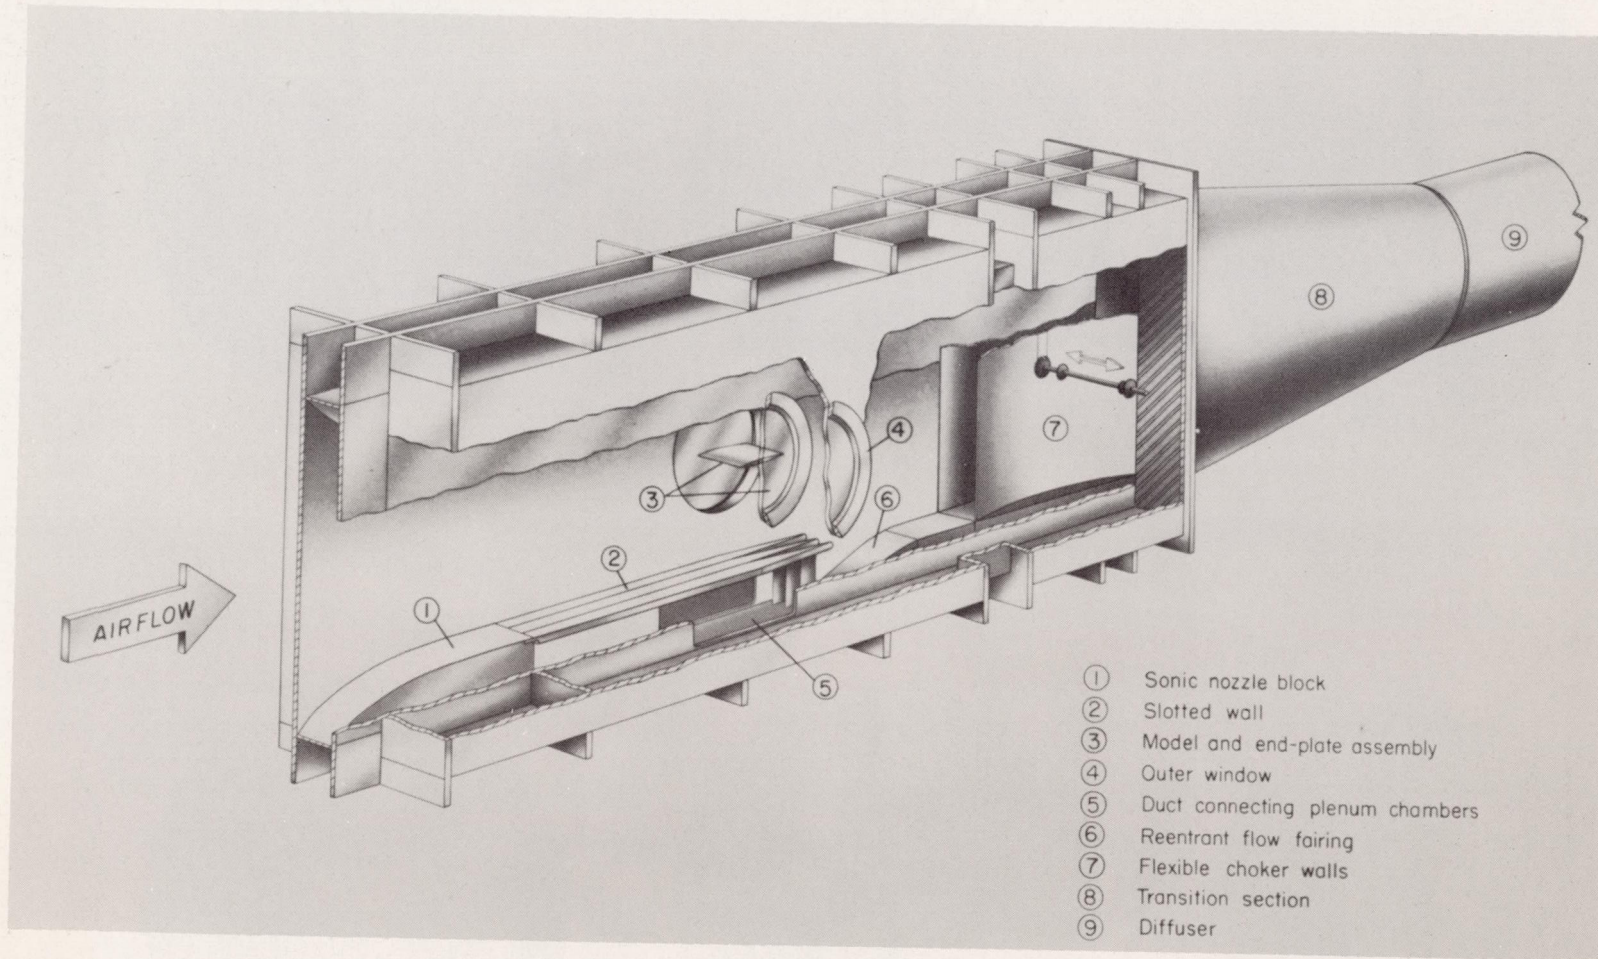 AIRFLOW
①
②
③
④
⑤
⑥
⑦
⑧
⑨
① Sonic nozzle block
② Slotted wall
③ Model and end-plate assembly
④ Outer window
⑤ Duct connecting plenum chambers
⑥ Reentrant flow fairing
⑦ Flexible choker walls
⑧ Transition section
⑨ Diffuser